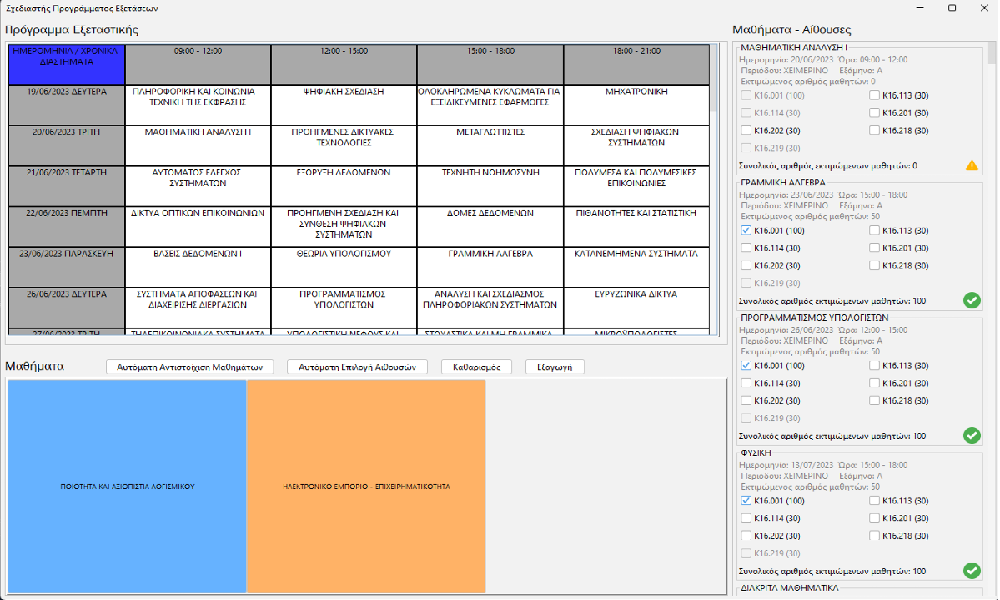 Σχεδιαστής Προγράμματος Εξετάσεων
Πρόγραμμα Εξεταστικής
ΗΜΕΡΟΜΗΝΙΑ / ΧΡΟΝΙΚΑ
ΔΙΑΣΤΗΜΑΤΑ
09:00 - 12:00
12:00 - 15:00
15:00 - 18:00
18:00 - 21:00
19/06/2023 ΔΕΥΤΕΡΑ
ΠΛΗΡΟΦΟΡΙΚΗ ΚΑΙ ΚΟΙΝΩΝΙΑ
ΤΕΧΝΙΚΗ ΤΗΣ ΕΚΦΡΑΣΗΣ
ΨΗΦΙΑΚΗ ΣΧΕΔΙΑΣΗ
ΟΛΟΚΛΗΡΩΜΕΝΑ ΚΥΚΛΩΜΑΤΑ ΓΙΑ
ΕΞΕΙΔΙΚΕΥΜΕΝΕΣ ΕΦΑΡΜΟΓΕΣ
ΜΗΧΑΤΡΟΝΙΚΗ
20/06/2023 ΤΡΙΤΗ
ΜΑΘΗΜΑΤΙΚΗ ΑΝΑΛΥΣΗ Ι
ΠΡΟΗΓΜΕΝΕΣ ΔΙΚΤΥΑΚΕΣ
ΤΕΧΝΟΛΟΓΙΕΣ
ΜΕΤΑΓΛΩΤΤΙΣΤΕΣ
ΣΧΕΔΙΑΣΗ ΨΗΦΙΑΚΩΝ
ΣΥΣΤΗΜΑΤΩΝ
21/06/2023 ΤΕΤΑΡΤΗ
ΑΥΤΟΜΑΤΟΣ ΕΛΕΓΧΟΣ
ΣΥΣΤΗΜΑΤΩΝ
ΕΞΟΡΥΞΗ ΔΕΔΟΜΕΝΩΝ
ΤΕΧΝΗΤΗ ΝΟΗΜΟΣΥΝΗ
ΠΟΛΥΜΕΣΑ ΚΑΙ ΠΟΛΥΜΕΣΙΚΕΣ
ΕΠΙΚΟΙΝΩΝΙΕΣ
22/06/2023 ΠΕΜΠΤΗ
ΔΙΚΤΥΑ ΟΠΤΙΚΩΝ ΕΠΙΚΟΙΝΩΝΙΩΝ
ΠΡΟΗΓΜΕΝΗ ΣΧΕΔΙΑΣΗ ΚΑΙ
ΣΥΝΘΕΣΗ ΨΗΦΙΑΚΩΝ
ΣΥΣΤΗΜΑΤΩΝ
ΔΟΜΕΣ ΔΕΔΟΜΕΝΩΝ
ΠΙΘΑΝΟΤΗΤΕΣ ΚΑΙ ΣΤΑΤΙΣΤΙΚΗ
23/06/2023 ΠΑΡΑΣΚΕΥΗ
ΒΑΣΕΙΣ ΔΕΔΟΜΕΝΩΝ Ι
ΘΕΩΡΙΑ ΥΠΟΛΟΓΙΣΜΟΥ
ΓΡΑΜΜΙΚΗ ΑΛΓΕΒΡΑ
ΚΑΤΑΝΕΜΗΜΕΝΑ ΣΥΣΤΗΜΑΤΑ
26/06/2023 ΔΕΥΤΕΡΑ
ΣΥΣΤΗΜΑΤΑ ΑΠΟΦΑΣΕΩΝ ΚΑΙ
ΔΙΑΧΕΙΡΙΣΗΣ ΔΙΕΡΓΑΣΙΩΝ
ΠΡΟΓΡΑΜΜΑΤΙΣΜΟΣ
ΥΠΟΛΟΓΙΣΤΩΝ
ΑΝΑΛΥΣΗ ΚΑΙ ΣΧΕΔΙΑΣΜΟΣ
ΠΛΗΡΟΦΟΡΙΑΚΩΝ ΣΥΣΤΗΜΑΤΩΝ
ΕΥΡΥΖΩΝΙΚΑ ΔΙΚΤΥΑ
27/06/2023 ΤΡΙΤΗ
ΤΗΛΕΠΙΚΟΙΝΩΝΙΑΚΑ ΣΥΣΤΗΜΑΤΑ
ΥΠΟΛΟΓΙΣΤΙΚΗ ΝΕΦΟΥΣ ΚΑΙ
ΣΤΟΧΑΣΤΙΚΑ ΚΑΙ ΜΗ ΓΡΑΜΜΙΚΑ
ΜΙΚΡΟΫΠΟΛΟΓΙΣΤΕΣ
Μαθήματα
Αυτόματη Αντιστοίχιση Μαθημάτων
Αυτόματη Επιλογή Αιθουσών
Καθαρισμός
Εξαγωγή
ΠΟΙΟΤΗΤΑ ΚΑΙ ΑΞΙΟΠΙΣΤΙΑ ΛΟΓΙΣΜΙΚΟΥ
ΗΛΕΚΤΡΟΝΙΚΟ ΕΜΠΟΡΙΟ - ΕΠΙΧΕΙΡΗΜΑΤΙΚΟΤΗΤΑ
Μαθήματα - Αίθουσες
ΜΑΘΗΜΑΤΙΚΗ ΑΝΑΛΥΣΗ Ι
Ημερομηνία: 20/06/2023 Ώρα: 09:00 - 12:00
Περίοδου: ΧΕΙΜΕΡΙΝΟ Εξάμηνο: Α
Εκτιμώμενος αριθμός μαθητών: 0
K16.001 (100) K16.113 (30)
K16.114 (30) K16.201 (30)
K16.202 (30) K16.218 (30)
K16.219 (30)
Συνολικός αριθμός εκτιμώμενων μαθητών: 0
ΓΡΑΜΜΙΚΗ ΑΛΓΕΒΡΑ
Ημερομηνία: 23/06/2023 Ώρα: 15:00 - 18:00
Περίοδου: ΧΕΙΜΕΡΙΝΟ Εξάμηνο: Α
Εκτιμώμενος αριθμός μαθητών: 50
K16.001 (100) K16.113 (30)
K16.114 (30) K16.201 (30)
K16.202 (30) K16.218 (30)
K16.219 (30)
Συνολικός αριθμός εκτιμώμενων μαθητών: 100
ΠΡΟΓΡΑΜΜΑΤΙΣΜΟΣ ΥΠΟΛΟΓΙΣΤΩΝ
Ημερομηνία: 26/06/2023 Ώρα: 12:00 - 15:00
Περίοδου: ΧΕΙΜΕΡΙΝΟ Εξάμηνο: Α
Εκτιμώμενος αριθμός μαθητών: 50
K16.001 (100) K16.113 (30)
K16.114 (30) K16.201 (30)
K16.202 (30) K16.218 (30)
K16.219 (30)
Συνολικός αριθμός εκτιμώμενων μαθητών: 100
ΦΥΣΙΚΗ
Ημερομηνία: 13/07/2023 Ώρα: 15:00 - 18:00
Περίοδου: ΧΕΙΜΕΡΙΝΟ Εξάμηνο: Α
Εκτιμώμενος αριθμός μαθητών: 50
K16.001 (100) K16.113 (30)
K16.114 (30) K16.201 (30)
K16.202 (30) K16.218 (30)
K16.219 (30)
Συνολικός αριθμός εκτιμώμενων μαθητών: 100
ΔΙΑΚΡΙΤΑ ΜΑΘΗΜΑΤΙΚΑ